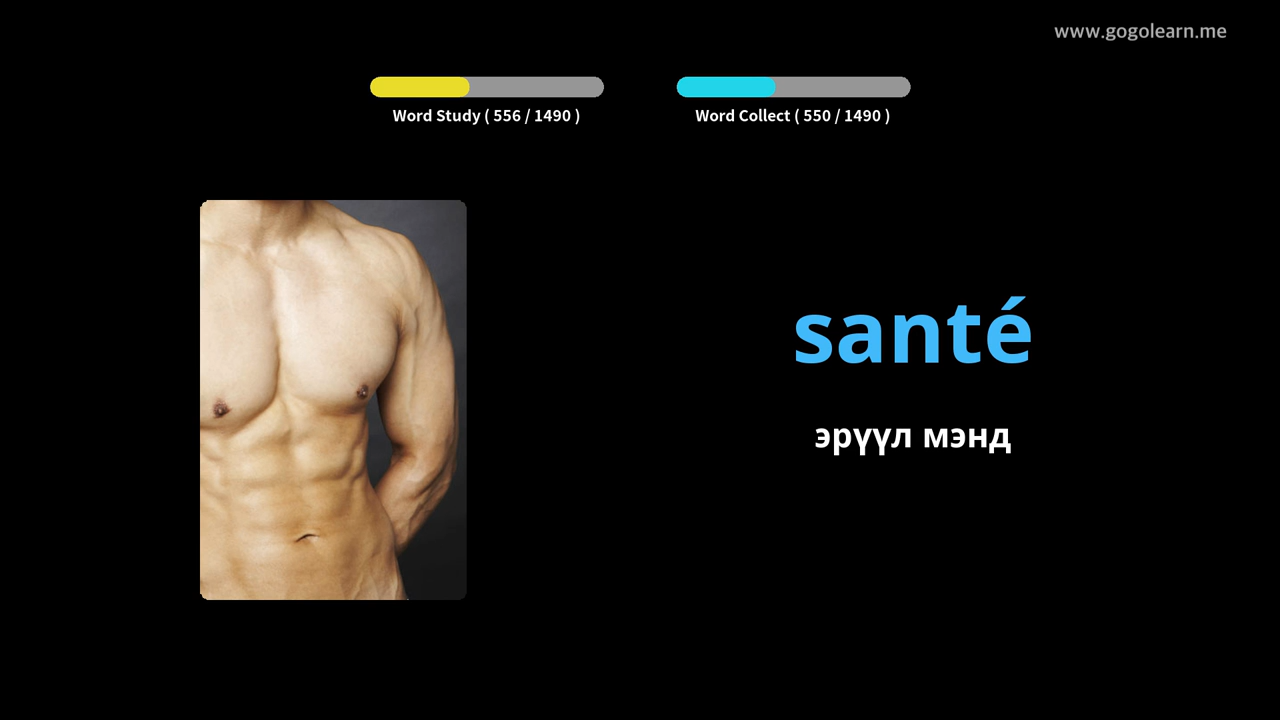 www.gogolearn.me
Word Study ( 556 / 1490 )
Word Collect ( 550 / 1490 )
santé
эрүүл мэнд